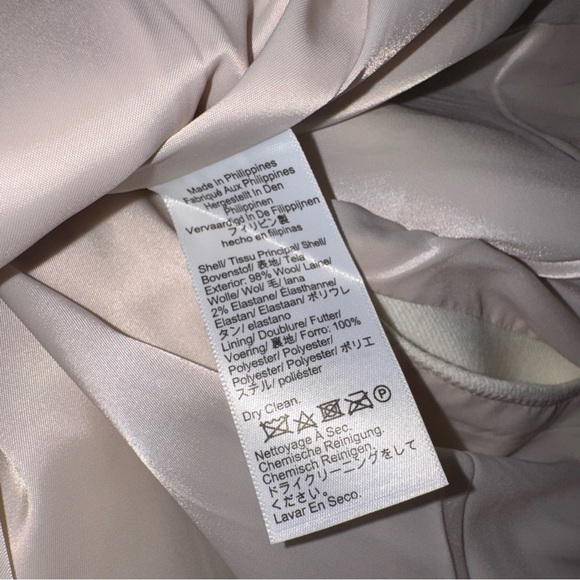 Made in Philippines
Fabriqué Aux Philippines
Hergestellt in Den
Philippinen
Vervaardigd In De Filippijnen
フィリピン製
hecho en filipinas
Shell/ Tissu Principal/ Shell/
Bovenstof/ 表地/ Tela
Exterior: 98% Wool/ Laine/
Wolle/ Wol/ 毛/ lana
2% Elastane/ Élasthanne/
Elastan/ Elastaan/ ポリウレ
タン/ elastano
Lining/ Doublure/ Futter/
Voering/ 裏地/ Forro: 100%
Polyester/ Polyester/
Polyester/ Polyester/ ポリエ
ステル/ poliéster
Dry Clean.
P
Nettoyage À Sec.
Chemische Reinigung.
Chemisch Reinigen.
ドライクリーニングをして
ください。
Lavar En Seco.